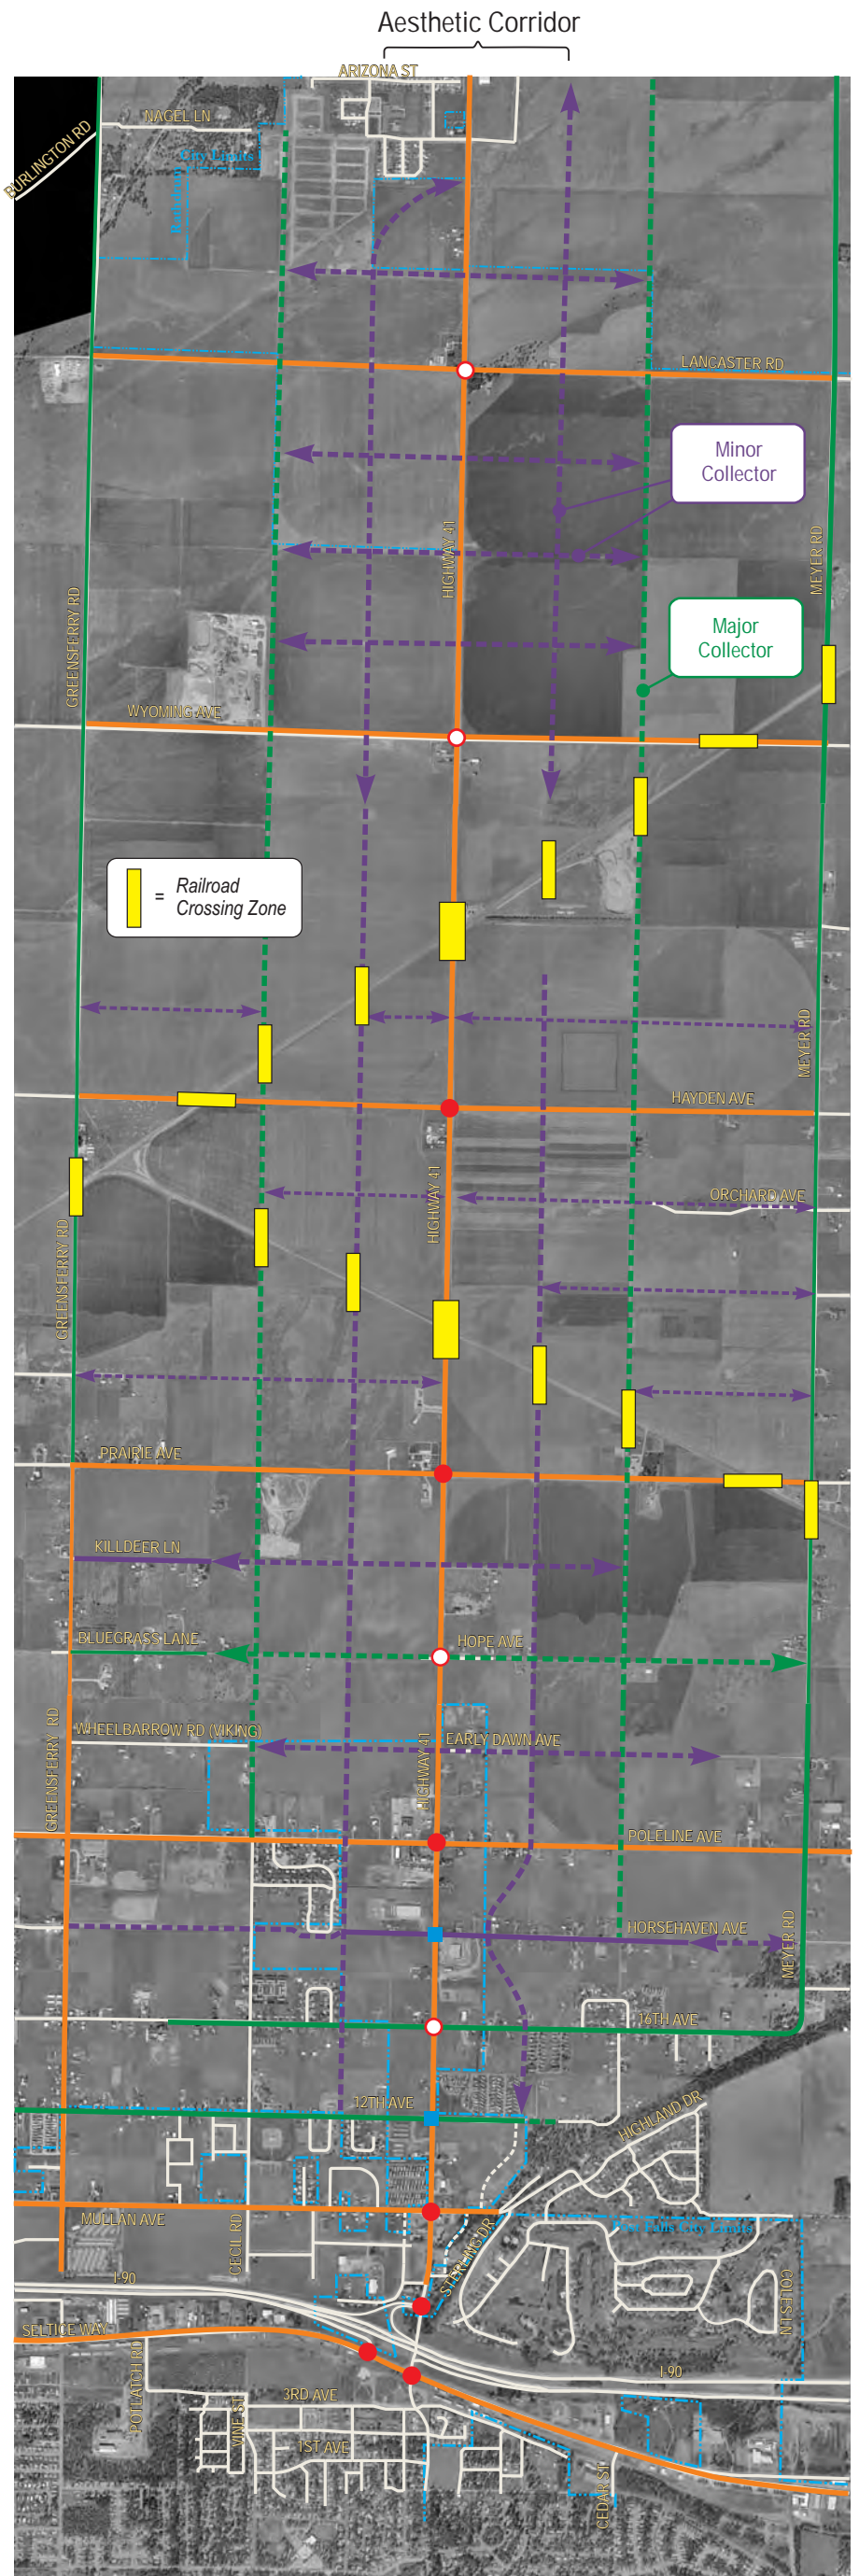 Aesthetic Corridor
ARIZONA ST
NAGEL LN
BURLINGTON RD
City Limits
Rathdrum
LANCASTER RD
Minor
Collector
HIGHWAY 41
MEYER RD
GREENSFERRY RD
Major
Collector
WYOMING AVE
= Railroad
Crossing Zone
MEYER RD
HAYDEN AVE
HIGHWAY 41
ORCHARD AVE
GREENSFERRY RD
PRAIRIE AVE
KILLDEER LN
BLUEGRASS LANE
HOPE AVE
GREENSFERRY RD
WHEELBARROW RD (VIKING)
HIGHWAY 41
EARLY DAWN AVE
POLELINE AVE
HORSEHAVEN AVE
MEYER RD
16TH AVE
12TH AVE
HIGHLAND DR
MULLAN AVE
CECIL RD
STERLING DR
Post Falls City Limits
COLTS LN
I-90
SELTICE WAY
I-90
POTLATCH RD
3RD AVE
VINE ST
1ST AVE
CEDAR ST